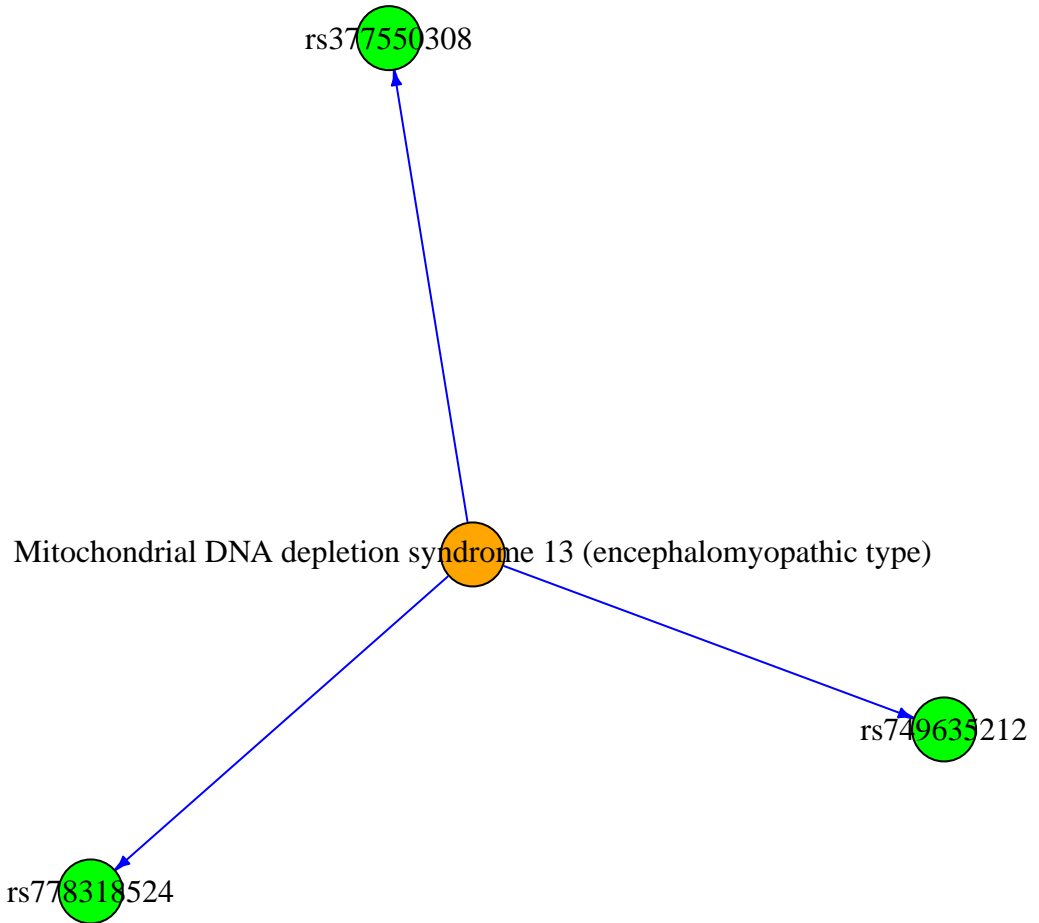 rs377550308
Mitochondrial DNA depletion syndrome 13 (encephalomyopathic type)
rs749635212
rs778318524